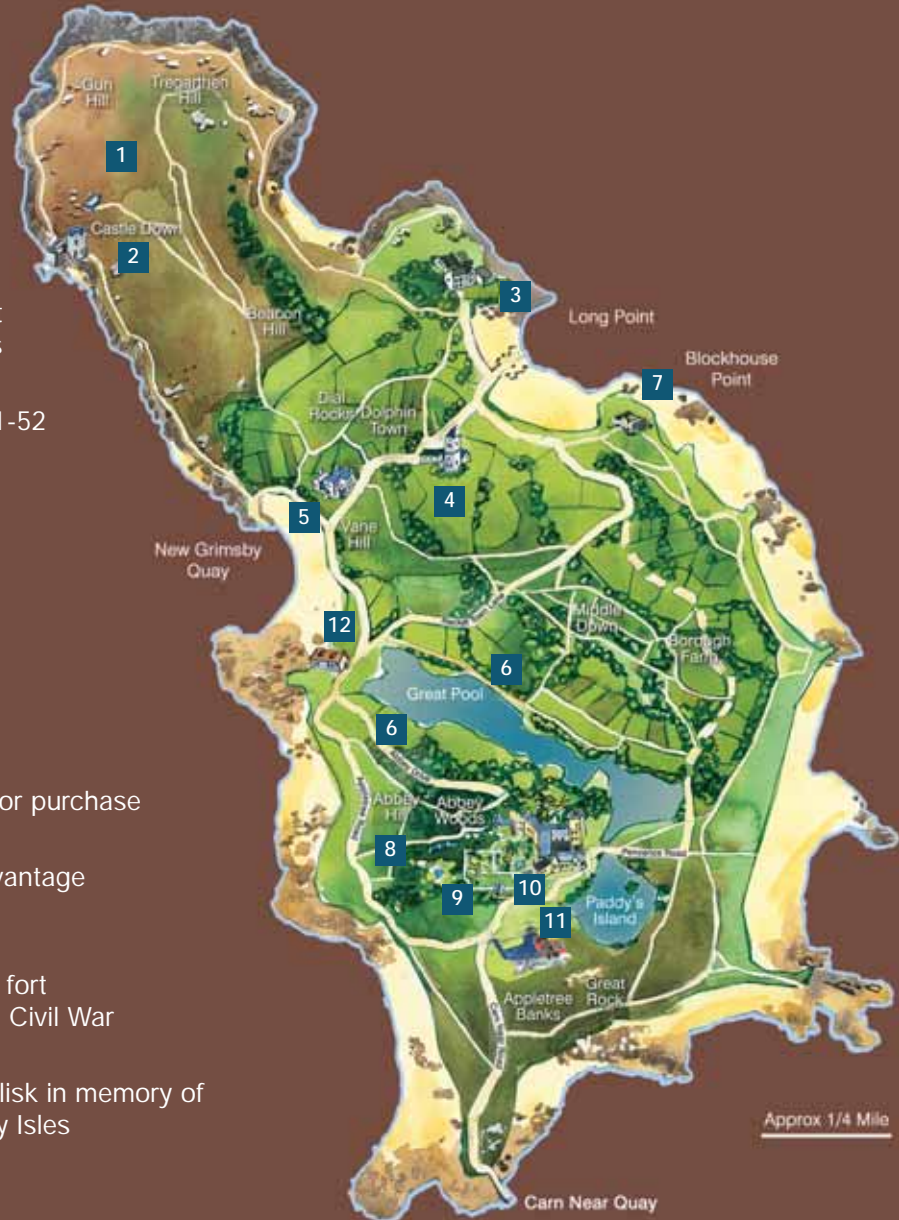 Gun
Hill
Tregarthen
Hill
1
Castle Down
2
3
Long Point
Beacon
Hill
Blockhouse
Point
7
Dial
Rocks
Dolphin
Town
1-52
4
5
Vane
Hill
New Grimsby
Quay
12
Middle
Down
Borough
Farm
6
Great Pool
6
or purchase
Abbey
Hill
Abbey
Woods
8
vantage
9
10
Paddy's
Island
11
fort
Civil War
Appletree
Banks
Great
Rock
lisk in memory of
y Isles
Approx 1/4 Mile
Carn Near Quay